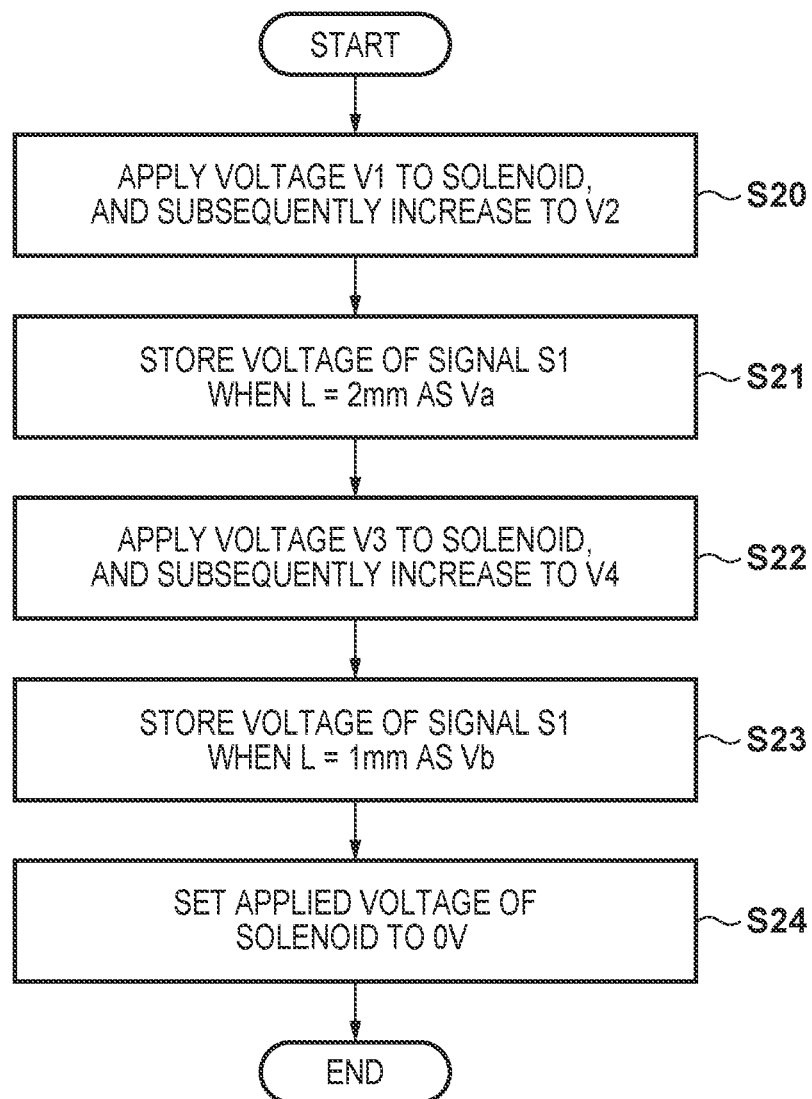 START
APPLY VOLTAGE V1 TO SOLENOID,
AND SUBSEQUENTLY INCREASE TO V2
S20
STORE VOLTAGE OF SIGNAL S1
WHEN L = 2mm AS Va
S21
APPLY VOLTAGE V3 TO SOLENOID,
AND SUBSEQUENTLY INCREASE TO V4
S22
STORE VOLTAGE OF SIGNAL S1
WHEN L = 1mm AS Vb
S23
SET APPLIED VOLTAGE OF
SOLENOID TO 0V
S24
END